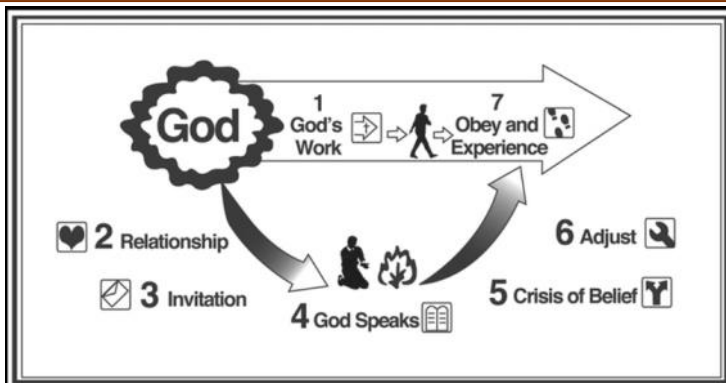 God
1
God's
Work
7
Obey and
Experience
2 Relationship
3 Invitation
4 God Speaks
5 Crisis of Belief
6 Adjust